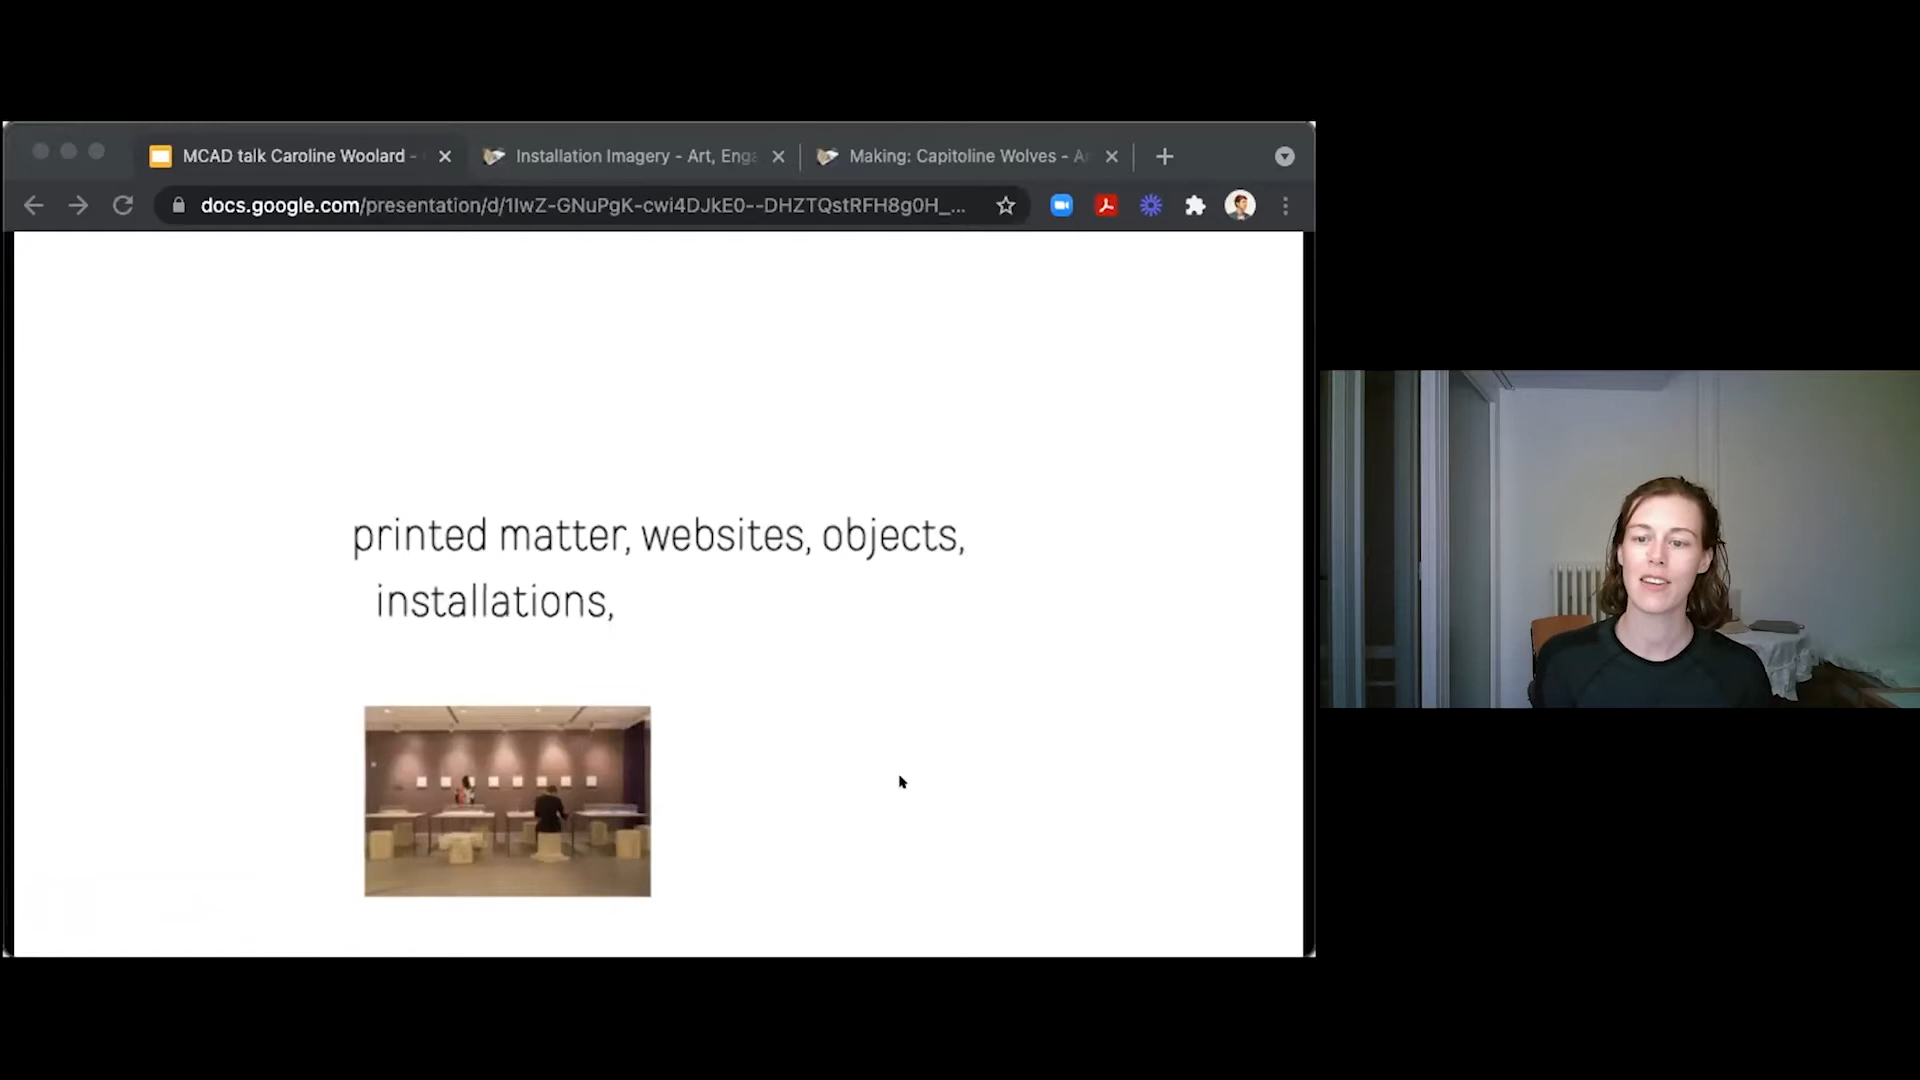 MCAD talk Caroline Woolard -
Installation Imagery - Art, Enga
Making: Capitoline Wolves - A
docs.google.com/presentation/d/1IwZ-GNuPgK-cwi4DJkE0--DHZTQstRFH8g0H_...
printed matter, websites, objects,
installations,